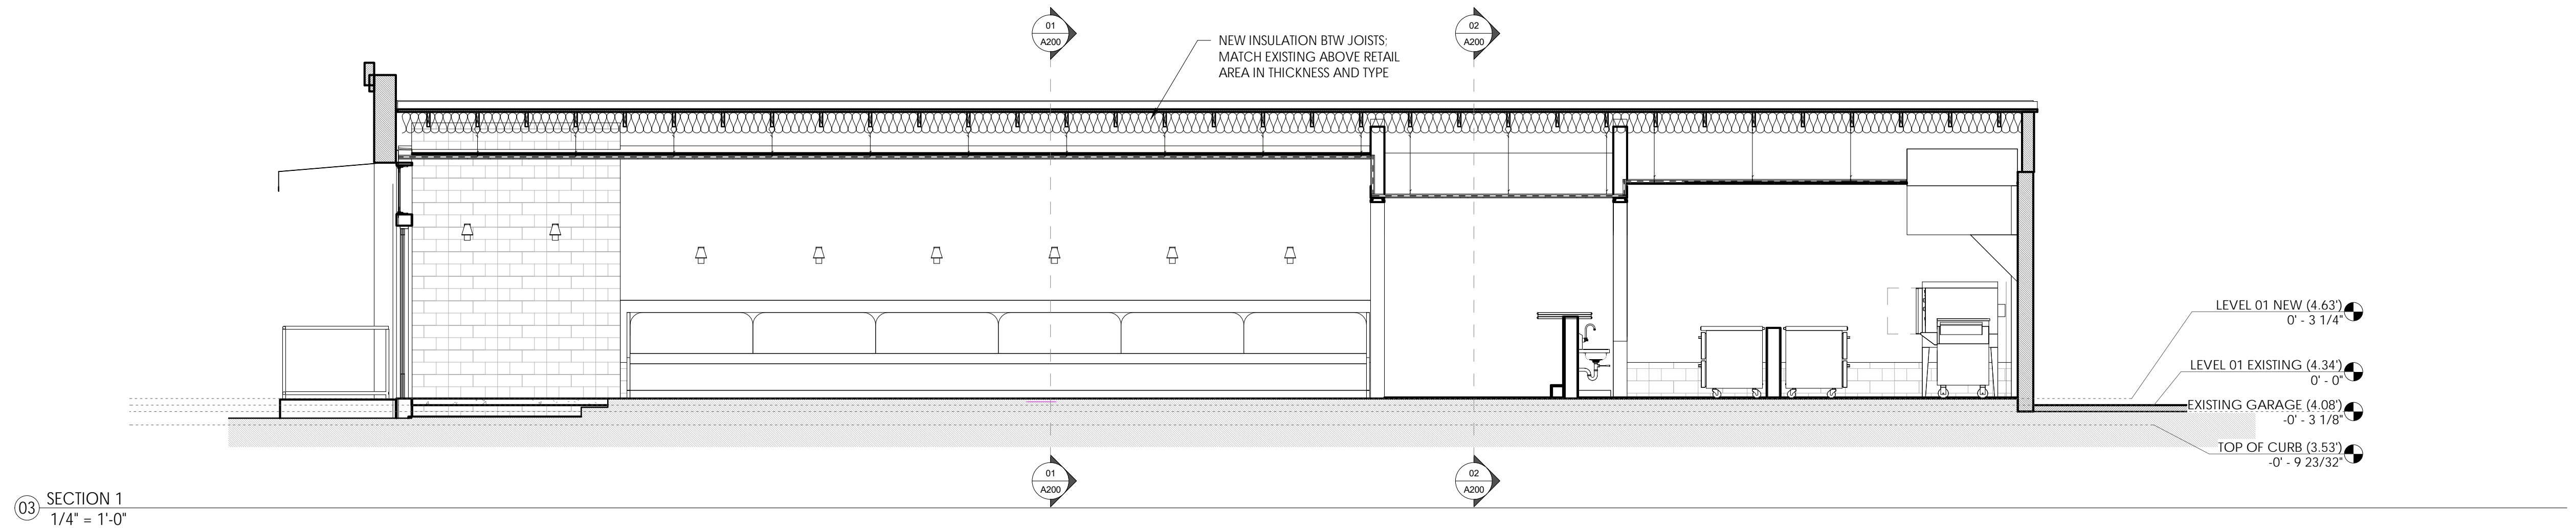 01
A200
02
A200
NEW INSULATION BTW JOISTS;
MATCH EXISTING ABOVE RETAIL
AREA IN THICKNESS AND TYPE
LEVEL 01 NEW (4.63')
0' - 3 1/4"
LEVEL 01 EXISTING (4.34')
0' - 0"
EXISTING GARAGE (4.08')
-0' - 3 1/8"
TOP OF CURB (3.53')
-0' - 9 23/32"
01
A200
02
A200
03
SECTION 1
1/4" = 1'-0"